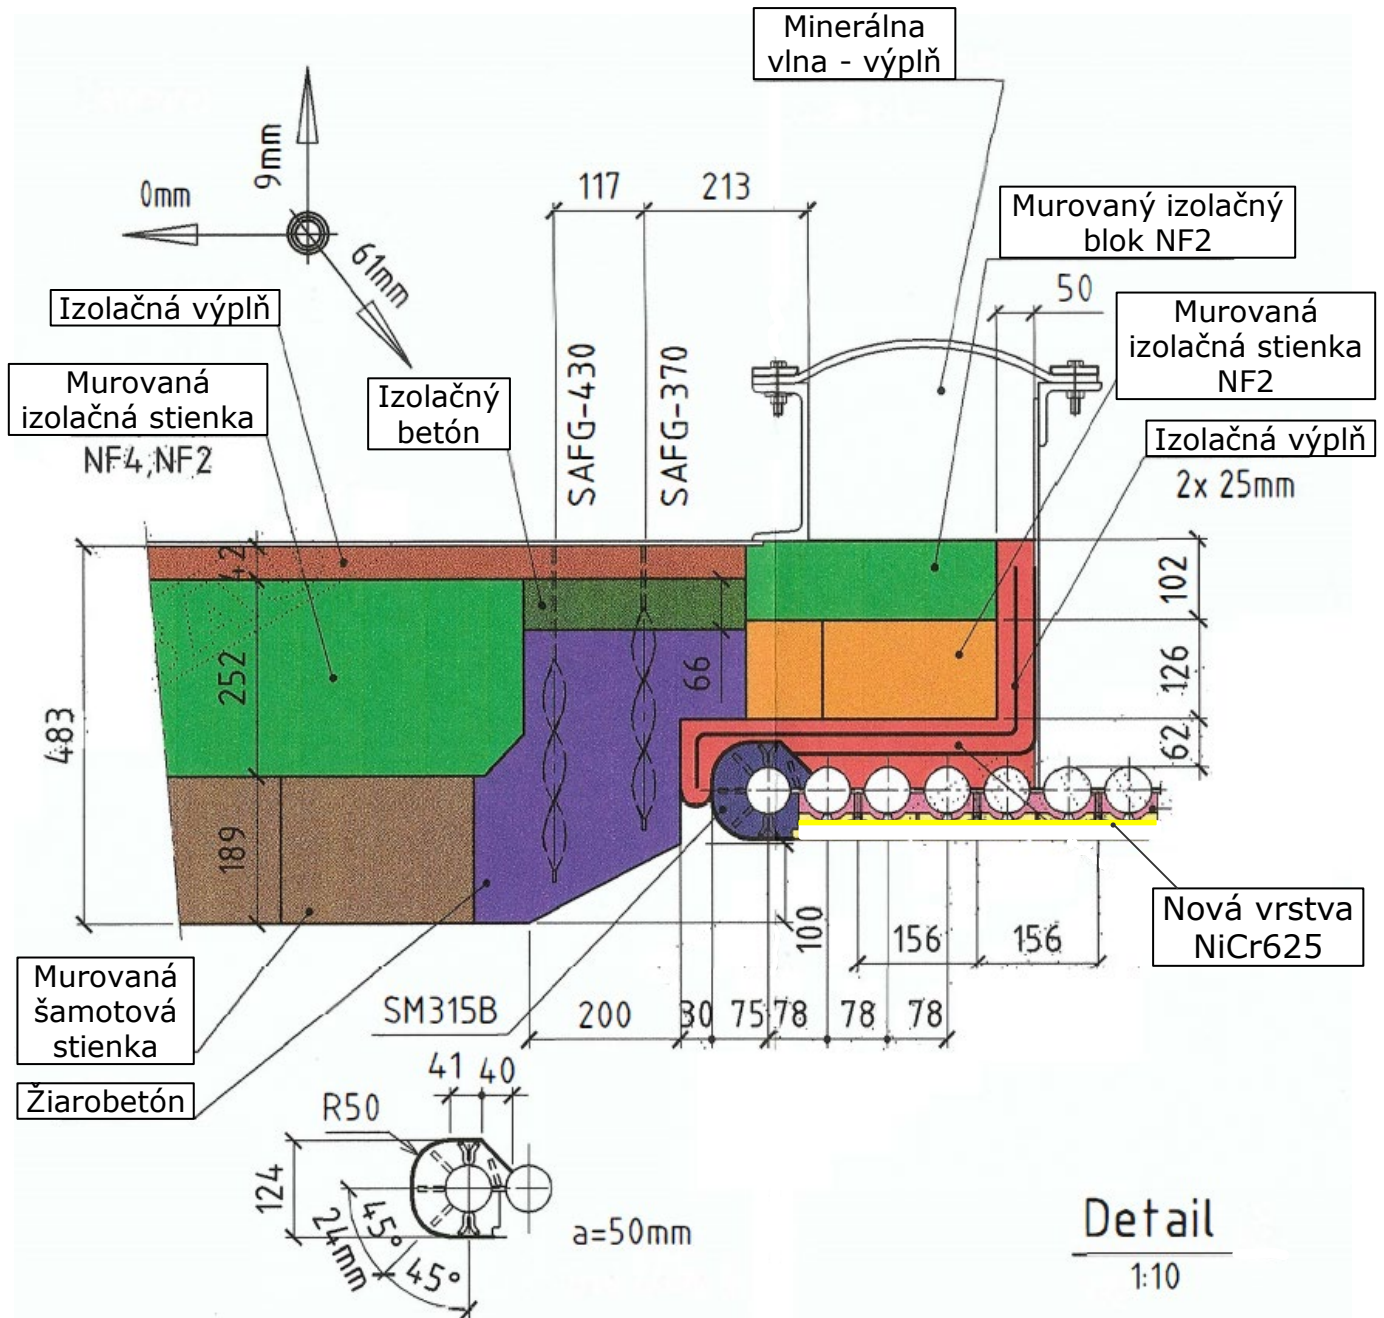 Minerálna
vlna - výplň
9mm
0mm
61mm
117
213
Murovaný izolačný
blok NF2
50
Izolačná výplň
Murovaná
izolačná stienka
NF2
Murovaná
izolačná stienka
NF4,NF2
Izolačný
betón
SAFG-430
SAFG-370
Izolačná výplň
2x 25mm
42
252
189
483
66
102
126
62
100
156
156
Nová vrstva
NiCr625
Murovaná
šamotová
stienka
SM315B
200
30
75
78
78
78
Žiarobetón
41
40
R50
124
45°
24mm
45°
a=50mm
Detail
1:10